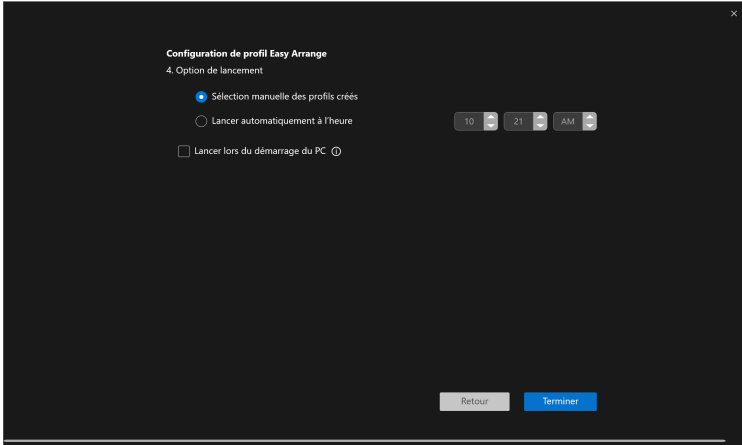 Configuration de profil Easy Arrange
4. Option de lancement
Sélection manuelle des profils créés
Lancer automatiquement à l'heure 10 21 AM
Lancer lors du démarrage du PC
Retour Terminer